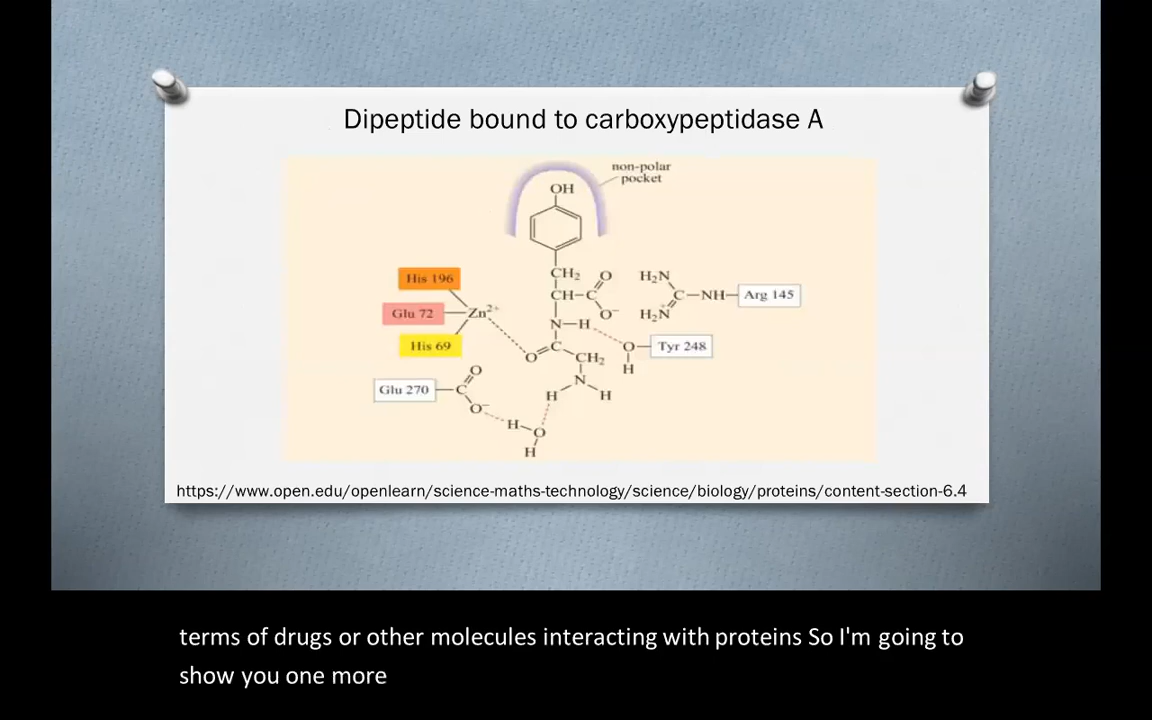 Dipeptide bound to carboxypeptidase A
non-polar
pocket
OH
CH₂
O
H₂N
His 196
CH–C
C–NH–
Arg 145
O⁻
H₂N⁺
Glu 72
Zn²⁺
N–H
His 69
O
C
O
Tyr 248
CH₂
H
O
Glu 270
C
N
H
H
O⁻
H
O
H
https://www.open.edu/openlearn/science-maths-technology/science/biology/proteins/content-section-6.4
terms of drugs or other molecules interacting with proteins So I'm going to
show you one more